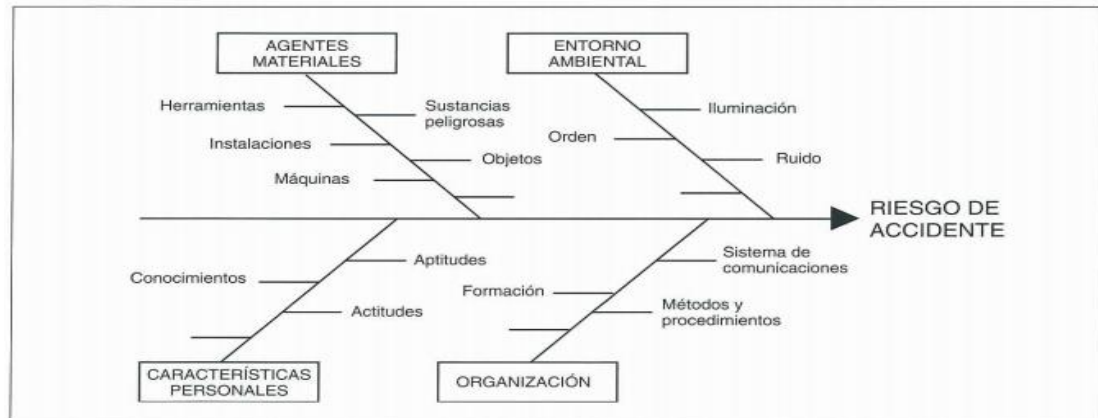 AGENTES
MATERIALES
ENTORNO
AMBIENTAL
Herramientas
Sustancias
peligrosas
Iluminación
Instalaciones
Orden
Objetos
Ruido
Máquinas
RIESGO DE
ACCIDENTE
Conocimientos
Aptitudes
Sistema de
comunicaciones
Formación
Actitudes
Métodos y
procedimientos
CARACTERÍSTICAS
PERSONALES
ORGANIZACIÓN